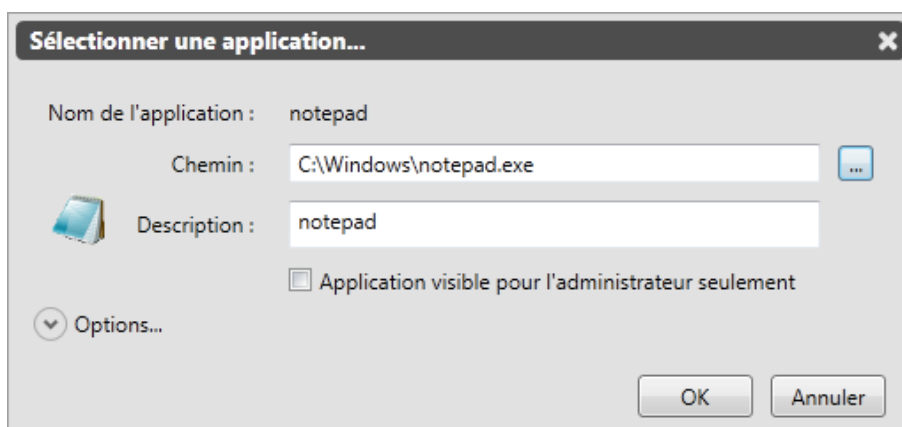 Sélectionner une application...
Nom de l'application : notepad
Chemin : C:\Windows\notepad.exe ...
Description : notepad
Application visible pour l'administrateur seulement
Options...
OK Annuler